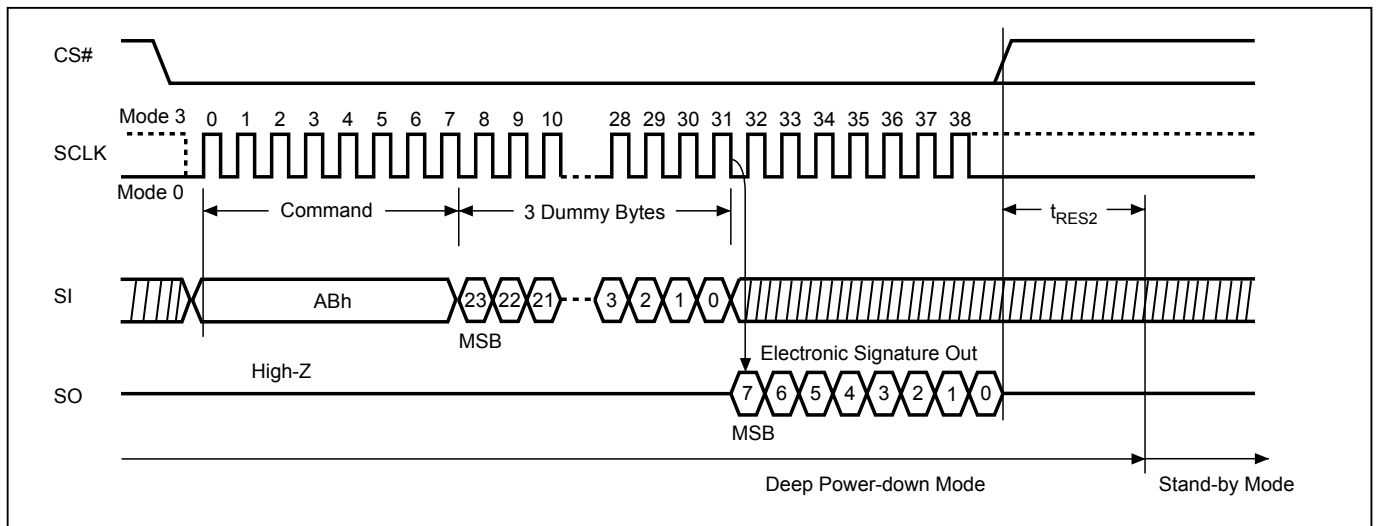 CS#
Mode 3
0 1 2 3 4 5 6 7 8 9 10 28 29 30 31 32 33 34 35 36 37 38
SCLK
Mode 0
Command
3 Dummy Bytes
tRES2
SI
ABh
23 22 21 3 2 1 0
MSB
High-Z
Electronic Signature Out
SO
7 6 5 4 3 2 1 0
MSB
Deep Power-down Mode
Stand-by Mode